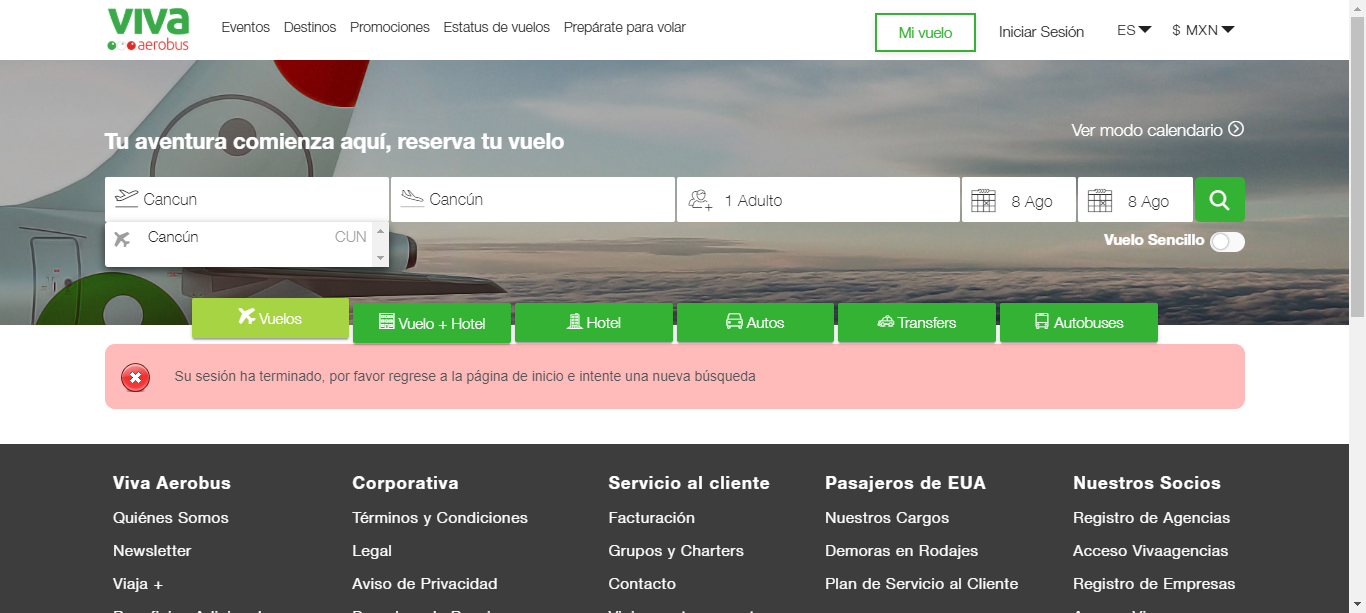 viva aerobus
Eventos Destinos Promociones Estatus de vuelos Prepárate para volar Mi vuelo Iniciar Sesión ES $ MXN
Tu aventura comienza aquí, reserva tu vuelo
Ver modo calendario
Cancun Cancún 1 Adulto 8 Ago 8 Ago
Cancún CUN
Vuelo Sencillo
Vuelos Vuelo + Hotel Hotel Autos Transfers Autobuses
Su sesión ha terminado, por favor regrese a la página de inicio e intente una nueva búsqueda
Viva Aerobus Corporativa Servicio al cliente Pasajeros de EUA Nuestros Socios
Quiénes Somos Términos y Condiciones Facturación Nuestros Cargos Registro de Agencias
Newsletter Legal Grupos y Charters Demoras en Rodajes Acceso Vivaagencias
Viaja + Aviso de Privacidad Contacto Plan de Servicio al Cliente Registro de Empresas